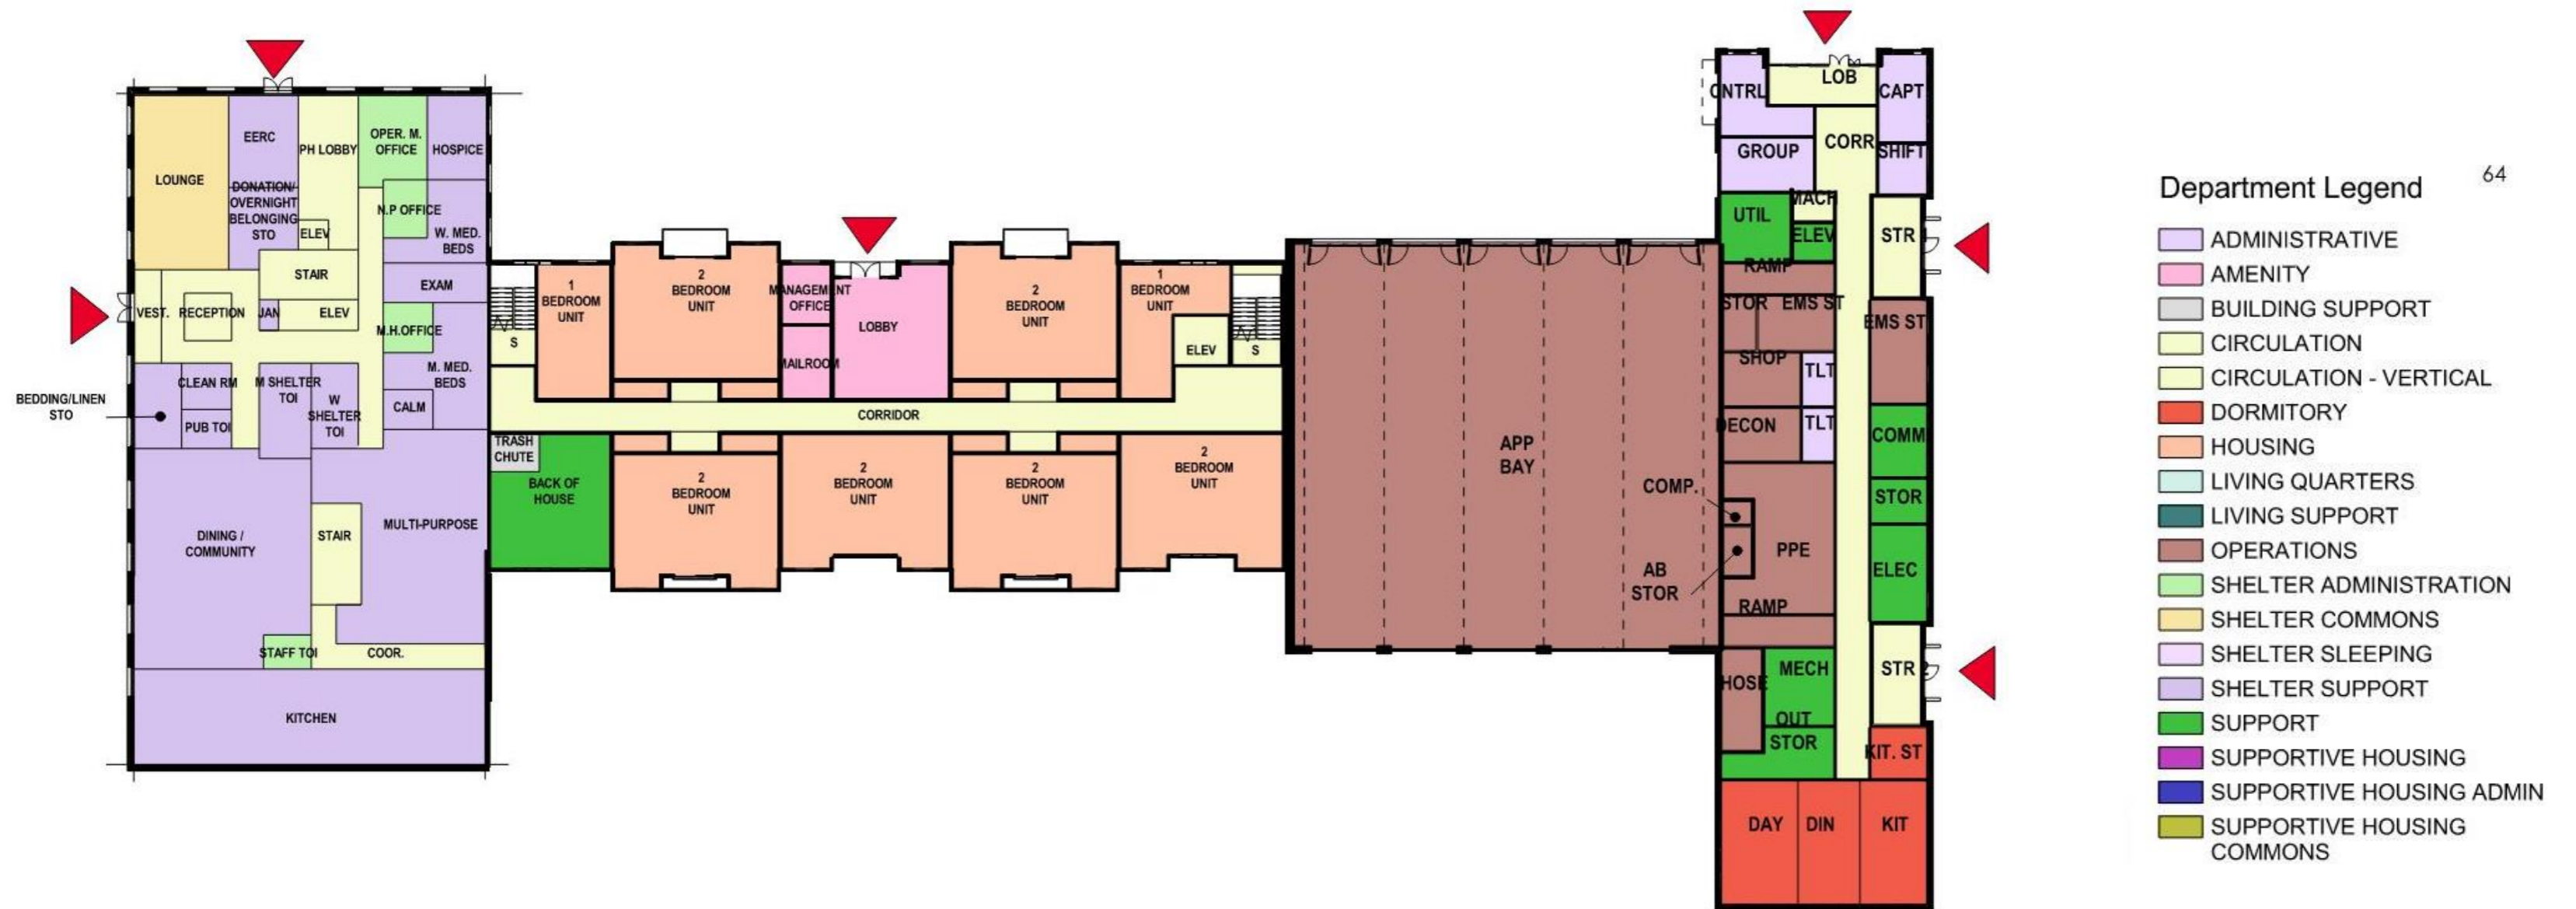 LOUNGE
EERC
DONATION/
OVERNIGHT
BELONGING
STO
PH LOBBY
ELEV
OPER. M.
OFFICE
HOSPICE
N.P OFFICE
W. MED.
BEDS
STAIR
EXAM
VEST.
RECEPTION
JAN
ELEV
M.H.OFFICE
M. MED.
BEDS
CLEAN RM
M SHELTER
TOI
W
SHELTER
TOI
CALM
BEDDING/LINEN
STO
PUB TOI
DINING /
COMMUNITY
STAIR
MULTI-PURPOSE
STAFF TOI
COOR.
KITCHEN
S
1
BEDROOM
UNIT
2
BEDROOM
UNIT
MANAGEMENT
OFFICE
MAILROOM
LOBBY
2
BEDROOM
UNIT
1
BEDROOM
UNIT
ELEV
S
CORRIDOR
TRASH
CHUTE
BACK OF
HOUSE
2
BEDROOM
UNIT
2
BEDROOM
UNIT
2
BEDROOM
UNIT
2
BEDROOM
UNIT
APP
BAY
COMP.
AB
STOR
LOB
CNTRL
CAPT
CORR
GROUP
SHIFT
MACH
UTIL
ELEV
STR
RAMP
STOR
EMS ST
EMS ST
SHOP
TLT
DECON
TLT
COMM
STOR
PPE
ELEC
RAMP
HOSE
MECH
STR 2
OUT
STOR
KIT. ST
DAY
DIN
KIT
64
Department Legend
ADMINISTRATIVE
AMENITY
BUILDING SUPPORT
CIRCULATION
CIRCULATION - VERTICAL
DORMITORY
HOUSING
LIVING QUARTERS
LIVING SUPPORT
OPERATIONS
SHELTER ADMINISTRATION
SHELTER COMMONS
SHELTER SLEEPING
SHELTER SUPPORT
SUPPORT
SUPPORTIVE HOUSING
SUPPORTIVE HOUSING ADMIN
SUPPORTIVE HOUSING
COMMONS